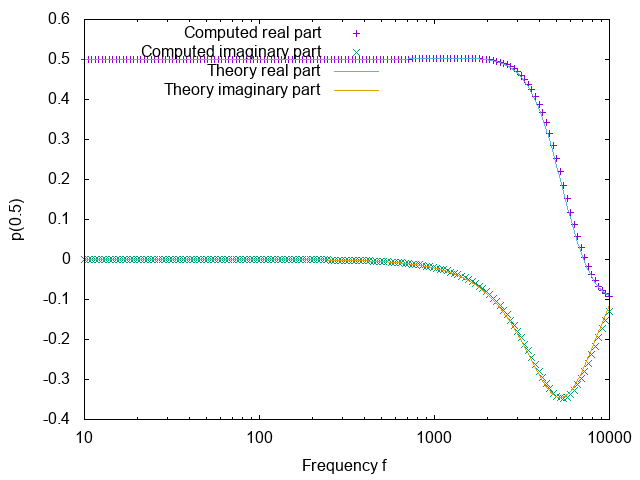 0.6
Computed real part
0.5
Computed imaginary part
Theory real part
Theory imaginary part
0.4
0.3
0.2
0.1
p(0.5)
0
-0.1
-0.2
-0.3
-0.4
10 100 1000 10000
Frequency f